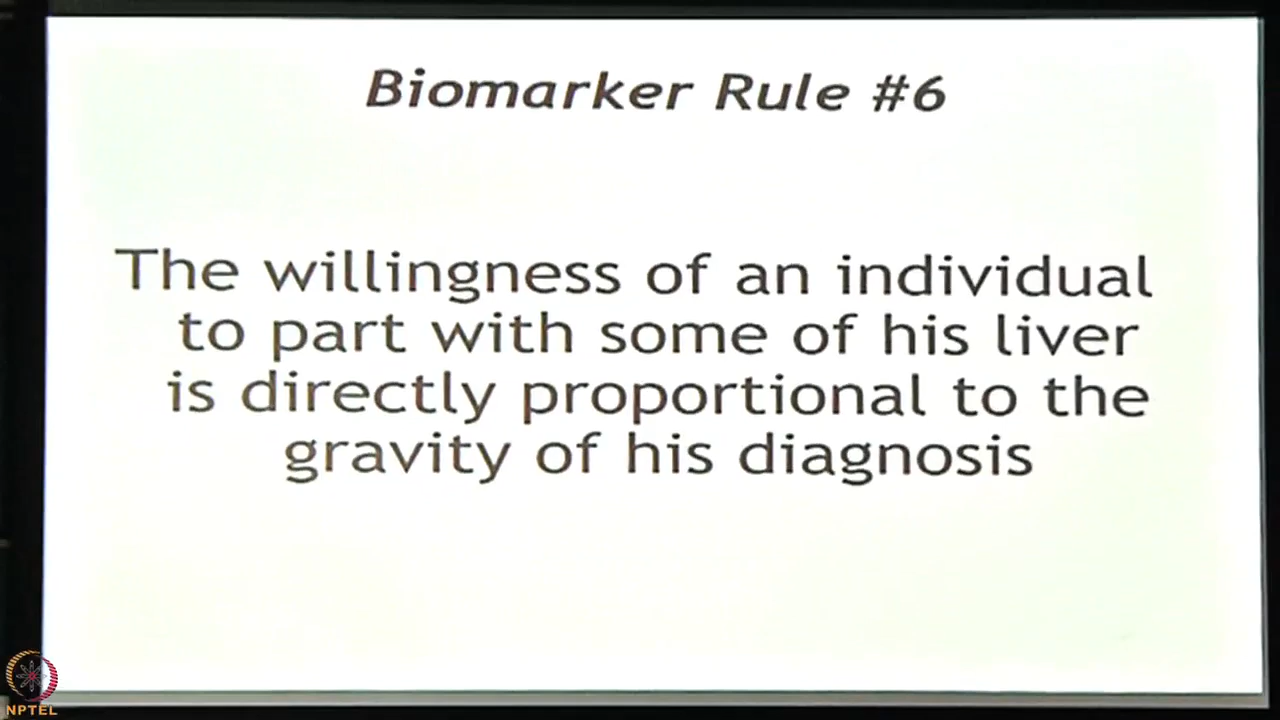 Biomarker Rule #6
The willingness of an individual
to part with some of his liver
is directly proportional to the
gravity of his diagnosis
NPTEL